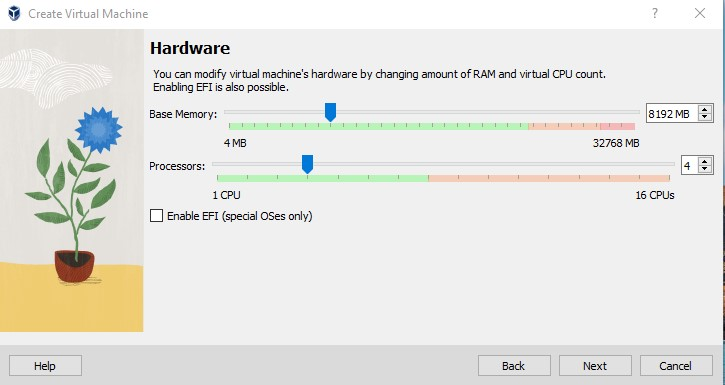 Create Virtual Machine
Hardware
You can modify virtual machine's hardware by changing amount of RAM and virtual CPU count.
Enabling EFI is also possible.
Base Memory: 8192 MB
4 MB 32768 MB
Processors: 4
1 CPU 16 CPUs
Enable EFI (special OSes only)
Help Back Next Cancel